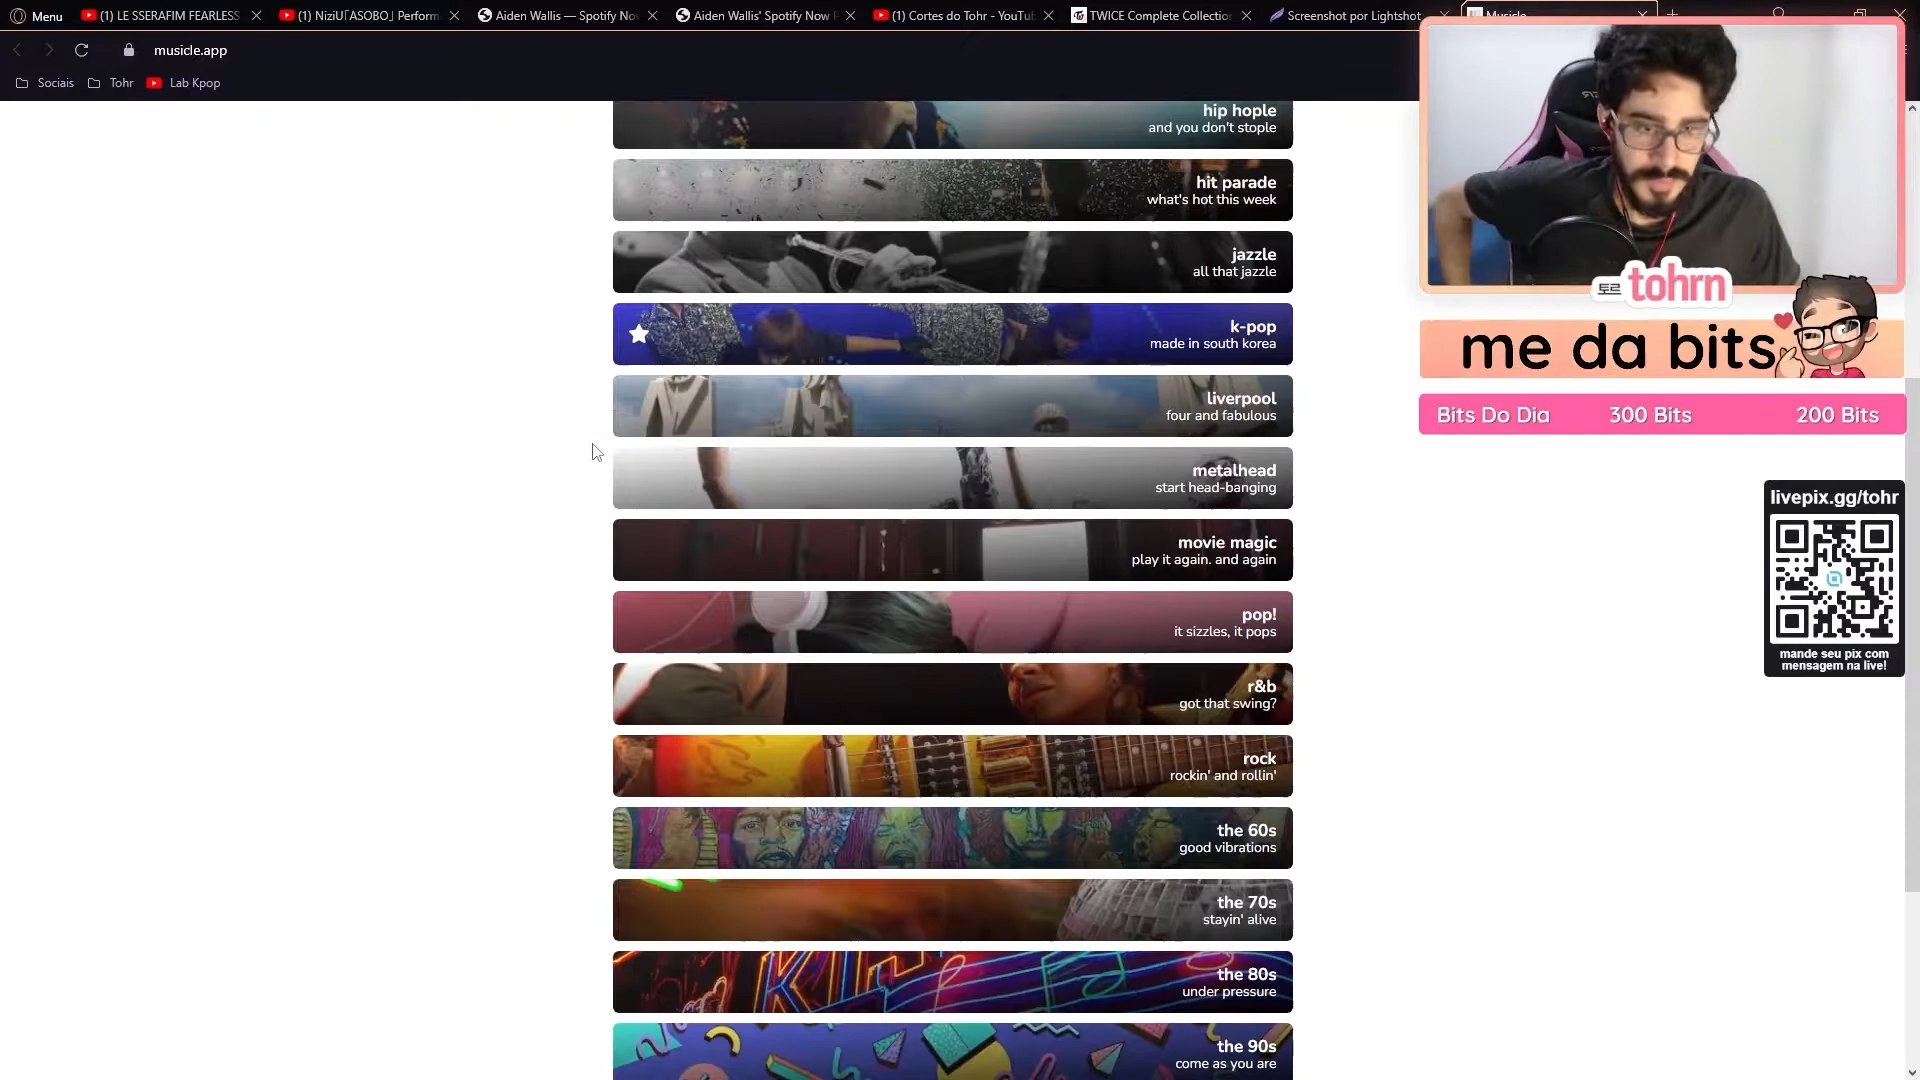 Menu
(1) LE SSERAFIM FEARLESS
(1) NiziU「ASOBO」 Perform
Aiden Wallis — Spotify No
Aiden Wallis' Spotify Now
(1) Cortes do Tohr - YouTu
TWICE Complete Collectio
Screenshot por Lightshot
Musicle
musicle.app
Sociais
Tohr
Lab Kpop
hip hople
and you don't stople
hit parade
what's hot this week
jazzle
all that jazzle
k-pop
made in south korea
liverpool
four and fabulous
metalhead
start head-banging
movie magic
play it again. and again
pop!
it sizzles, it pops
r&b
got that swing?
rock
rockin' and rollin'
the 60s
good vibrations
the 70s
stayin' alive
the 80s
under pressure
the 90s
come as you are
토르 tohrn
me da bits
Bits Do Dia 300 Bits 200 Bits
livepix.gg/tohr
mande seu pix com
mensagem na live!